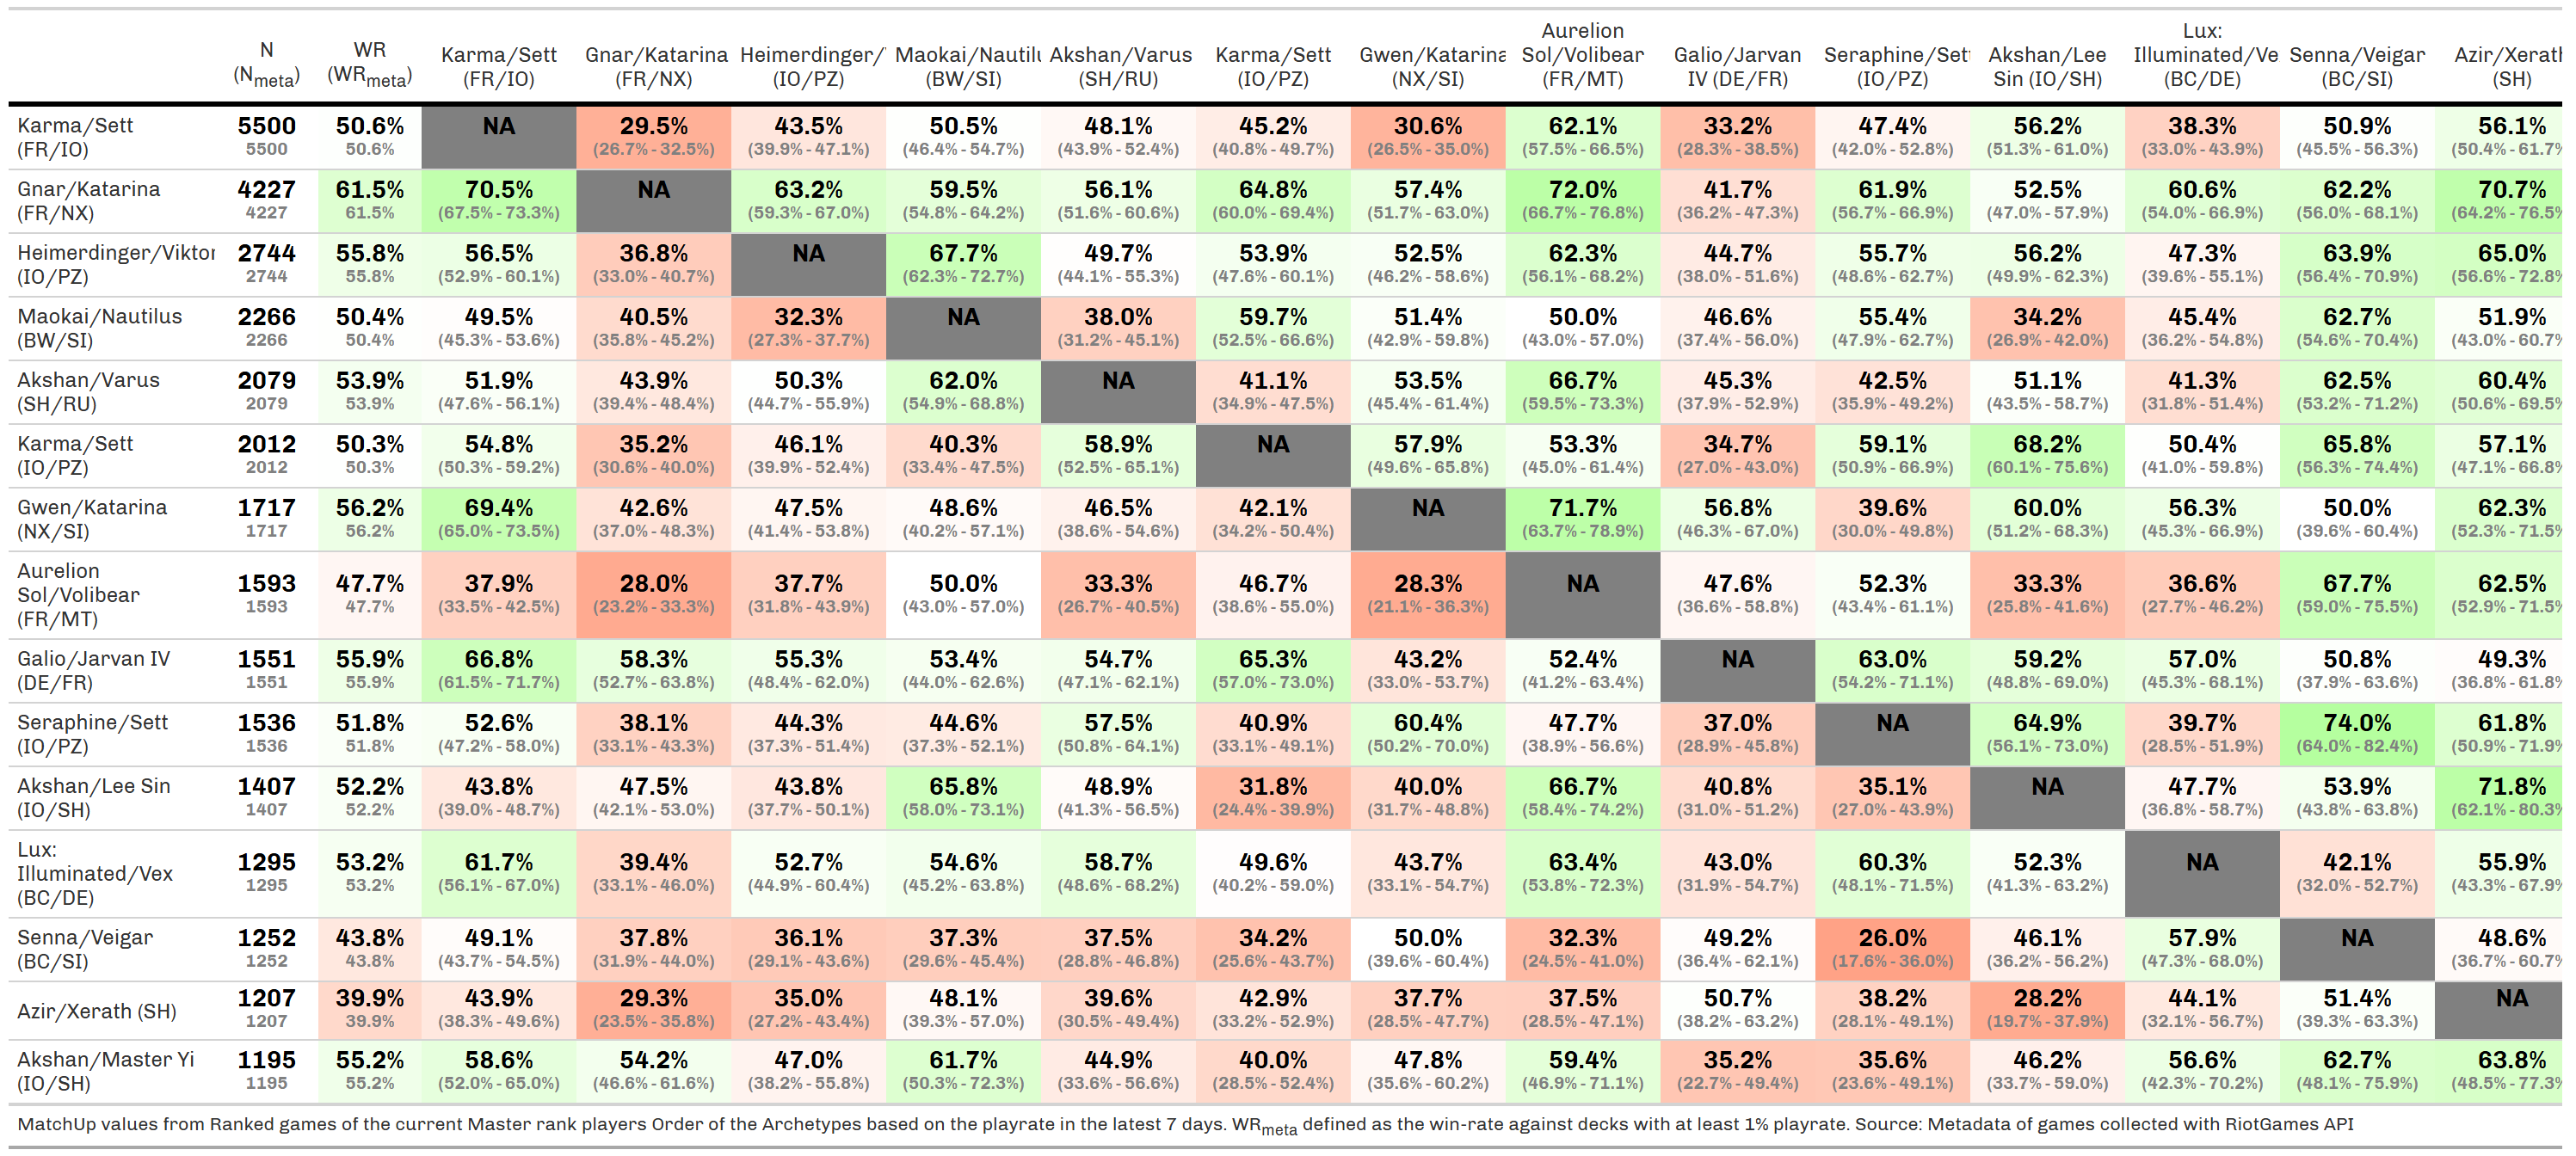 N (Nmeta) WR (WRmeta) Karma/Sett (FR/IO) Gnar/Katarina (FR/NX) Heimerdinger/ (IO/PZ) Maokai/Nautil (BW/SI) Akshan/Varus (SH/RU) Karma/Sett (IO/PZ) Gwen/Katarina (NX/SI) Aurelion Sol/Volibear (FR/MT) Galio/Jarvan IV (DE/FR) Seraphine/Set (IO/PZ) Akshan/Lee Sin (IO/SH) Lux: Illuminated/Ve (BC/DE) Senna/Veigar (BC/SI) Azir/Xerath (SH)
Karma/Sett 5500 50.6% NA 29.5% 43.5% 50.5% 48.1% 45.2% 30.6% 62.1% 33.2% 47.4% 56.2% 38.3% 50.9% 56.1%
(FR/IO) 5500 50.6% (26.7% - 32.5%) (39.9% - 47.1%) (46.4% - 54.7%) (43.9% - 52.4%) (40.8% - 49.7%) (26.5% - 35.0%) (57.5% - 66.5%) (28.3% - 38.5%) (42.0% - 52.8%) (51.3% - 61.0%) (33.0% - 43.9%) (45.5% - 56.3%) (50.4% - 61.7%
Gnar/Katarina 4227 61.5% 70.5% NA 63.2% 59.5% 56.1% 64.8% 57.4% 72.0% 41.7% 61.9% 52.5% 60.6% 62.2% 70.7%
(FR/NX) 4227 61.5% (67.5% - 73.3%) (59.3% - 67.0%) (54.8% - 64.2%) (51.6% - 60.6%) (60.0% - 69.4%) (51.7% - 63.0%) (66.7% - 76.8%) (36.2% - 47.3%) (56.7% - 66.9%) (47.0% - 57.9%) (54.0% - 66.9%) (56.0% - 68.1%) (64.2% - 76.5%
Heimerdinger/Viktor 2744 55.8% 56.5% 36.8% NA 67.7% 49.7% 53.9% 52.5% 62.3% 44.7% 55.7% 56.2% 47.3% 63.9% 65.0%
(IO/PZ) 2744 55.8% (52.9% - 60.1%) (33.0% - 40.7%) (62.3% - 72.7%) (44.1% - 55.3%) (47.6% - 60.1%) (46.2% - 58.6%) (56.1% - 68.2%) (38.0% - 51.6%) (48.6% - 62.7%) (49.9% - 62.3%) (39.6% - 55.1%) (56.4% - 70.9%) (56.6% - 72.8%
Maokai/Nautilus 2266 50.4% 49.5% 40.5% 32.3% NA 38.0% 59.7% 51.4% 50.0% 46.6% 55.4% 34.2% 45.4% 62.7% 51.9%
(BW/SI) 2266 50.4% (45.3% - 53.6%) (35.8% - 45.2%) (27.3% - 37.7%) (31.2% - 45.1%) (52.5% - 66.6%) (42.9% - 59.8%) (43.0% - 57.0%) (37.4% - 56.0%) (47.9% - 62.7%) (26.9% - 42.0%) (36.2% - 54.8%) (54.6% - 70.4%) (43.0% - 60.7%
Akshan/Varus 2079 53.9% 51.9% 43.9% 50.3% 62.0% NA 41.1% 53.5% 66.7% 45.3% 42.5% 51.1% 41.3% 62.5% 60.4%
(SH/RU) 2079 53.9% (47.6% - 56.1%) (39.4% - 48.4%) (44.7% - 55.9%) (54.9% - 68.8%) (34.9% - 47.5%) (45.4% - 61.4%) (59.5% - 73.3%) (37.9% - 52.9%) (35.9% - 49.2%) (43.5% - 58.7%) (31.8% - 51.4%) (53.2% - 71.2%) (50.6% - 69.5%
Karma/Sett 2012 50.3% 54.8% 35.2% 46.1% 40.3% 58.9% NA 57.9% 53.3% 34.7% 59.1% 68.2% 50.4% 65.8% 57.1%
(IO/PZ) 2012 50.3% (50.3% - 59.2%) (30.6% - 40.0%) (39.9% - 52.4%) (33.4% - 47.5%) (52.5% - 65.1%) (49.6% - 65.8%) (45.0% - 61.4%) (27.0% - 43.0%) (50.9% - 66.9%) (60.1% - 75.6%) (41.0% - 59.8%) (56.3% - 74.4%) (47.1% - 66.8%
Gwen/Katarina 1717 56.2% 69.4% 42.6% 47.5% 48.6% 46.5% 42.1% NA 71.7% 56.8% 39.6% 60.0% 56.3% 50.0% 62.3%
(NX/SI) 1717 56.2% (65.0% - 73.5%) (37.0% - 48.3%) (41.4% - 53.8%) (40.2% - 57.1%) (38.6% - 54.6%) (34.2% - 50.4%) (63.7% - 78.9%) (46.3% - 67.0%) (30.0% - 49.8%) (51.2% - 68.3%) (45.3% - 66.9%) (39.6% - 60.4%) (52.3% - 71.5%
Aurelion
Sol/Volibear 1593 47.7% 37.9% 28.0% 37.7% 50.0% 33.3% 46.7% 28.3% NA 47.6% 52.3% 33.3% 36.6% 67.7% 62.5%
(FR/MT) 1593 47.7% (33.5% - 42.5%) (23.2% - 33.3%) (31.8% - 43.9%) (43.0% - 57.0%) (26.7% - 40.5%) (38.6% - 55.0%) (21.1% - 36.3%) (36.6% - 58.8%) (43.4% - 61.1%) (25.8% - 41.6%) (27.7% - 46.2%) (59.0% - 75.5%) (52.9% - 71.5%
Galio/Jarvan IV 1551 55.9% 66.8% 58.3% 55.3% 53.4% 54.7% 65.3% 43.2% 52.4% NA 63.0% 59.2% 57.0% 50.8% 49.3%
(DE/FR) 1551 55.9% (61.5% - 71.7%) (52.7% - 63.8%) (48.4% - 62.0%) (44.0% - 62.6%) (47.1% - 62.1%) (57.0% - 73.0%) (33.0% - 53.7%) (41.2% - 63.4%) (54.2% - 71.1%) (48.8% - 69.0%) (45.3% - 68.1%) (37.9% - 63.6%) (36.8% - 61.8%
Seraphine/Sett 1536 51.8% 52.6% 38.1% 44.3% 44.6% 57.5% 40.9% 60.4% 47.7% 37.0% NA 64.9% 39.7% 74.0% 61.8%
(IO/PZ) 1536 51.8% (47.2% - 58.0%) (33.1% - 43.3%) (37.3% - 51.4%) (37.3% - 52.1%) (50.8% - 64.1%) (33.1% - 49.1%) (50.2% - 70.0%) (38.9% - 56.6%) (28.9% - 45.8%) (56.1% - 73.0%) (28.5% - 51.9%) (64.0% - 82.4%) (50.9% - 71.9%
Akshan/Lee Sin 1407 52.2% 43.8% 47.5% 43.8% 65.8% 48.9% 31.8% 40.0% 66.7% 40.8% 35.1% NA 47.7% 53.9% 71.8%
(IO/SH) 1407 52.2% (39.0% - 48.7%) (42.1% - 53.0%) (37.7% - 50.1%) (58.0% - 73.1%) (41.3% - 56.5%) (24.4% - 39.9%) (31.7% - 48.8%) (58.4% - 74.2%) (31.0% - 51.2%) (27.0% - 43.9%) (36.8% - 58.7%) (43.8% - 63.8%) (62.1% - 80.3%
Lux:
Illuminated/Vex 1295 53.2% 61.7% 39.4% 52.7% 54.6% 58.7% 49.6% 43.7% 63.4% 43.0% 60.3% 52.3% NA 42.1% 55.9%
(BC/DE) 1295 53.2% (56.1% - 67.0%) (33.1% - 46.0%) (44.9% - 60.4%) (45.2% - 63.8%) (48.6% - 68.2%) (40.2% - 59.0%) (33.1% - 54.7%) (53.8% - 72.3%) (31.9% - 54.7%) (48.1% - 71.5%) (41.3% - 63.2%) (32.0% - 52.7%) (43.3% - 67.9%
Senna/Veigar 1252 43.8% 49.1% 37.8% 36.1% 37.3% 37.5% 34.2% 50.0% 32.3% 49.2% 26.0% 46.1% 57.9% NA 48.6%
(BC/SI) 1252 43.8% (43.7% - 54.5%) (31.9% - 44.0%) (29.1% - 43.6%) (29.6% - 45.4%) (28.8% - 46.8%) (25.6% - 43.7%) (39.6% - 60.4%) (24.5% - 41.0%) (36.4% - 62.1%) (17.6% - 36.0%) (36.2% - 56.2%) (47.3% - 68.0%) (36.7% - 60.7%
Azir/Xerath (SH) 1207 39.9% 43.9% 29.3% 35.0% 48.1% 39.6% 42.9% 37.7% 37.5% 50.7% 38.2% 28.2% 44.1% 51.4% NA
1207 39.9% (38.3% - 49.6%) (23.5% - 35.8%) (27.2% - 43.4%) (39.3% - 57.0%) (30.5% - 49.4%) (33.2% - 52.9%) (28.5% - 47.7%) (28.5% - 47.1%) (38.2% - 63.2%) (28.1% - 49.1%) (19.7% - 37.9%) (32.1% - 56.7%) (39.3% - 63.3%)
Akshan/Master Yi 1195 55.2% 58.6% 54.2% 47.0% 61.7% 44.9% 40.0% 47.8% 59.4% 35.2% 35.6% 46.2% 56.6% 62.7% 63.8%
(IO/SH) 1195 55.2% (52.0% - 65.0%) (46.6% - 61.6%) (38.2% - 55.8%) (50.3% - 72.3%) (33.6% - 56.6%) (28.5% - 52.4%) (35.6% - 60.2%) (46.9% - 71.1%) (22.7% - 49.4%) (23.6% - 49.1%) (33.7% - 59.0%) (42.3% - 70.2%) (48.1% - 75.9%) (48.5% - 77.3%
MatchUp values from Ranked games of the current Master rank players Order of the Archetypes based on the playrate in the latest 7 days. WRmeta defined as the win-rate against decks with at least 1% playrate. Source: Metadata of games collected with RiotGames API